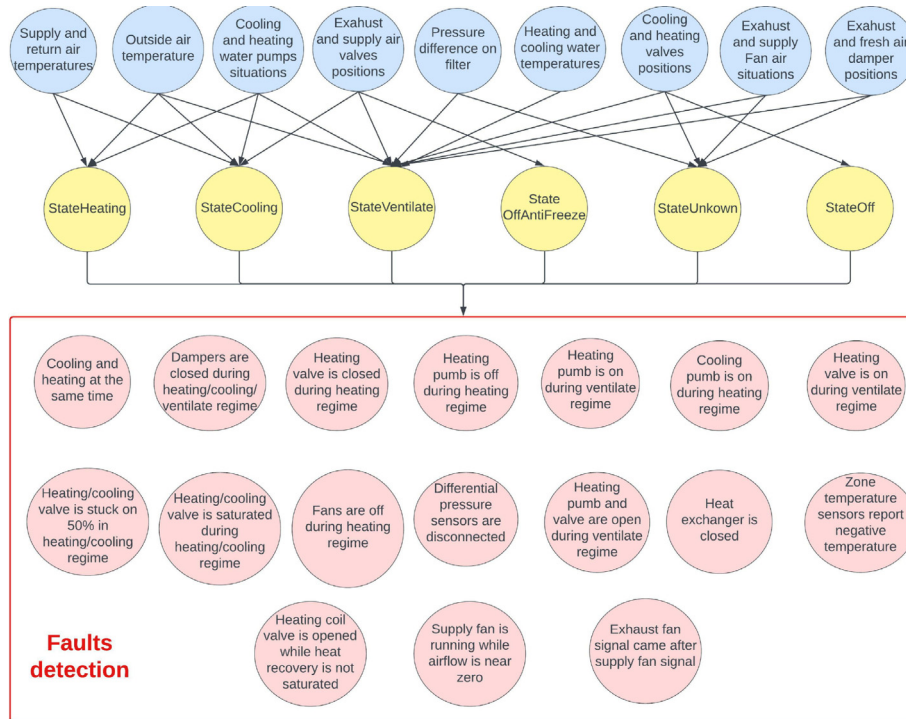 Supply and
return air
temperatures
Outside air
temperature
Cooling
and heating
water pumps
situations
Exahust
and supply air
valves
positions
Pressure
difference on
filter
Heating and
cooling water
temperatures
Cooling
and heating
valves
positions
Exahust
and supply
Fan air
situations
Exahust
and fresh air
damper
positions
StateHeating
StateCooling
StateVentilate
State
OffAntiFreeze
StateUnkown
StateOff
Cooling and
heating at the
same time
Dampers are
closed during
heating/cooling/
ventilate regime
Heating
valve is closed
during heating
regime
Heating
pumb is off
during heating
regime
Heating
pumb is on
during ventilate
regime
Cooling
pumb is on
during heating
regime
Heating
valve is on
during ventilate
regime
Heating/cooling
valve is stuck on
50% in
heating/cooling
regime
Heating/cooling
valve is saturated
during
heating/cooling
regime
Fans are off
during heating
regime
Differential
pressure
sensors are
disconnected
Heating
pumb and
valve are open
during ventilate
regime
Heat
exchanger is
closed
Zone
temperature
sensors report
negative
temperature
Faults
detection
Heating coil
valve is opened
while heat
recovery is not
saturated
Supply fan is
running while
airflow is near
zero
Exhaust fan
signal came after
supply fan signal